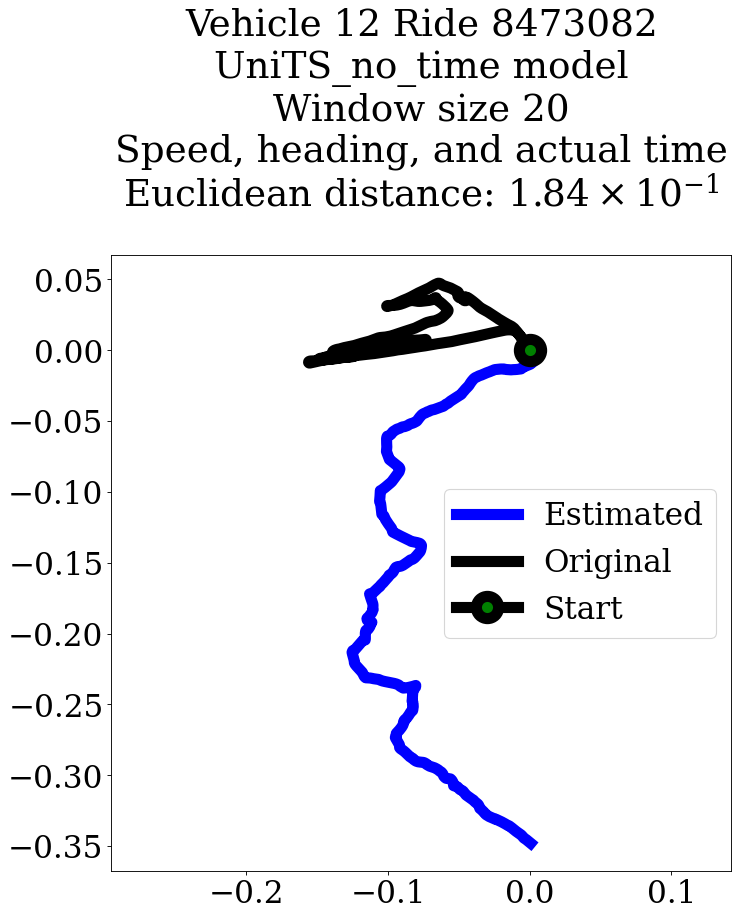 Vehicle 12 Ride 8473082
UniTS_no_time model
Window size 20
Speed, heading, and actual time
Euclidean distance: 1.84 × 10⁻¹
0.05
0.00
−0.05
−0.10
−0.15
−0.20
−0.25
−0.30
−0.35
Estimated
Original
Start
−0.2
−0.1
0.0
0.1